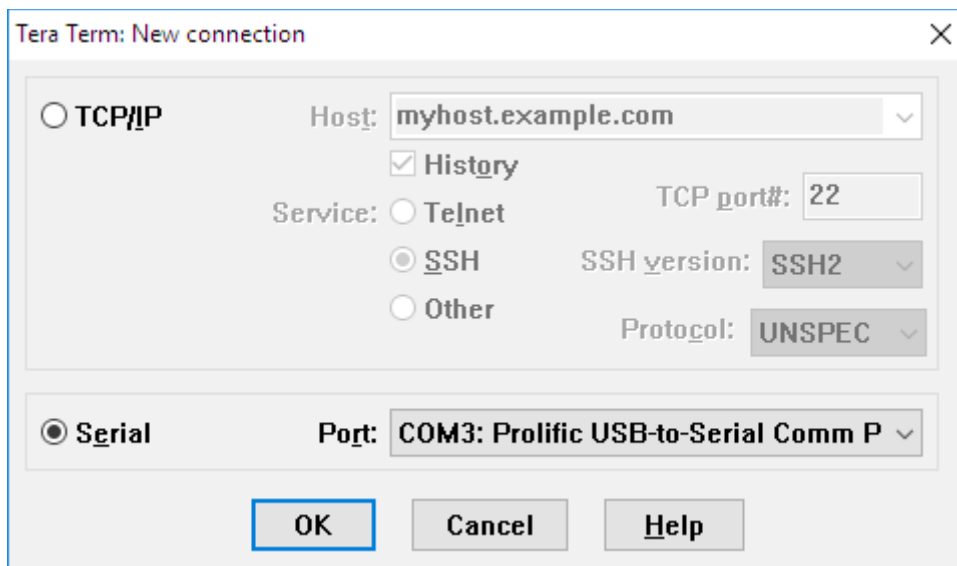 Tera Term: New connection
TCP/IP
Host: myhost.example.com
History
Service: Telnet
TCP port#: 22
SSH
SSH version: SSH2
Other
Protocol: UNSPEC
Serial
Port: COM3: Prolific USB-to-Serial Comm P
OK
Cancel
Help